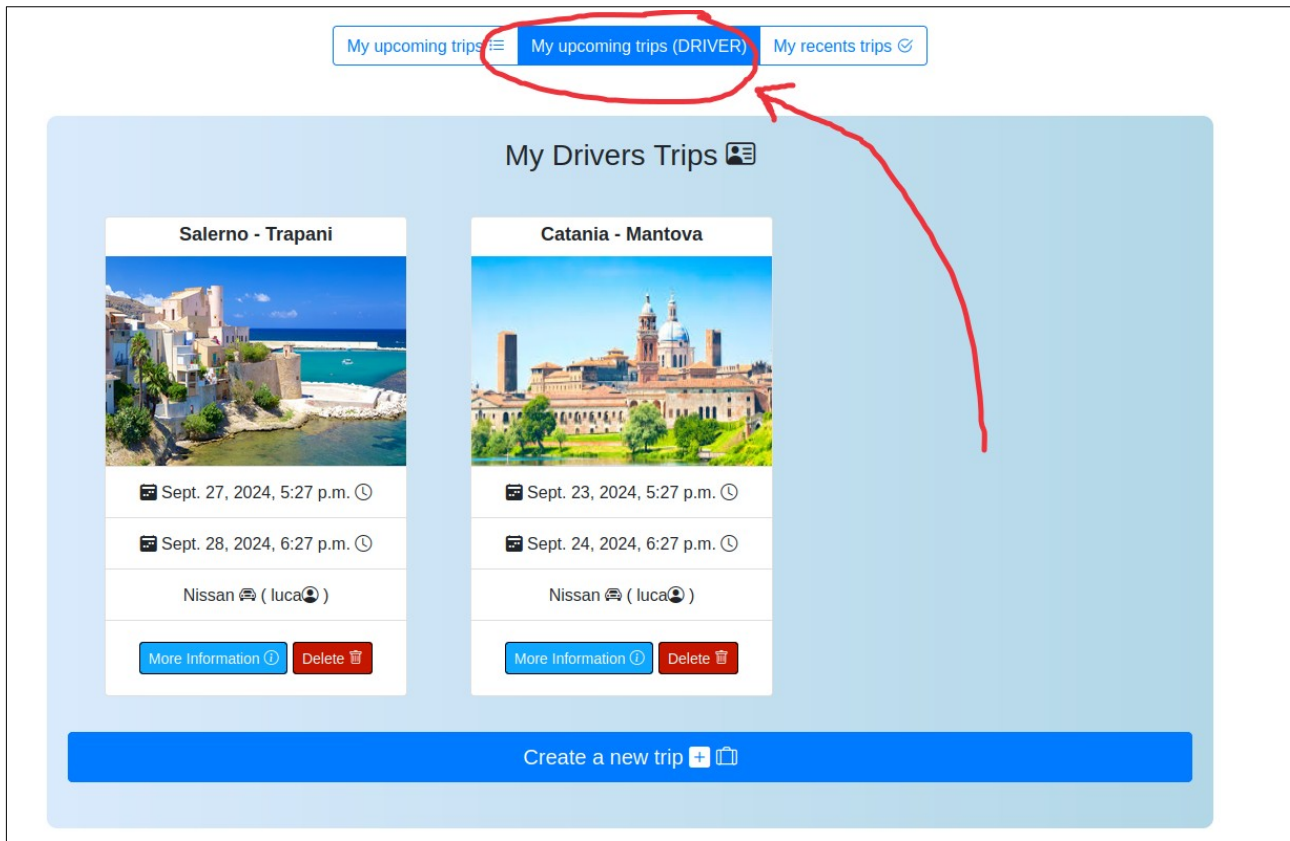 My upcoming trips
My upcoming trips (DRIVER)
My recents trips
My Drivers Trips
Salerno - Trapani
Sept. 27, 2024, 5:27 p.m.
Sept. 28, 2024, 6:27 p.m.
Nissan ( luca )
More Information
Delete
Catania - Mantova
Sept. 23, 2024, 5:27 p.m.
Sept. 24, 2024, 6:27 p.m.
Nissan ( luca )
More Information
Delete
Create a new trip